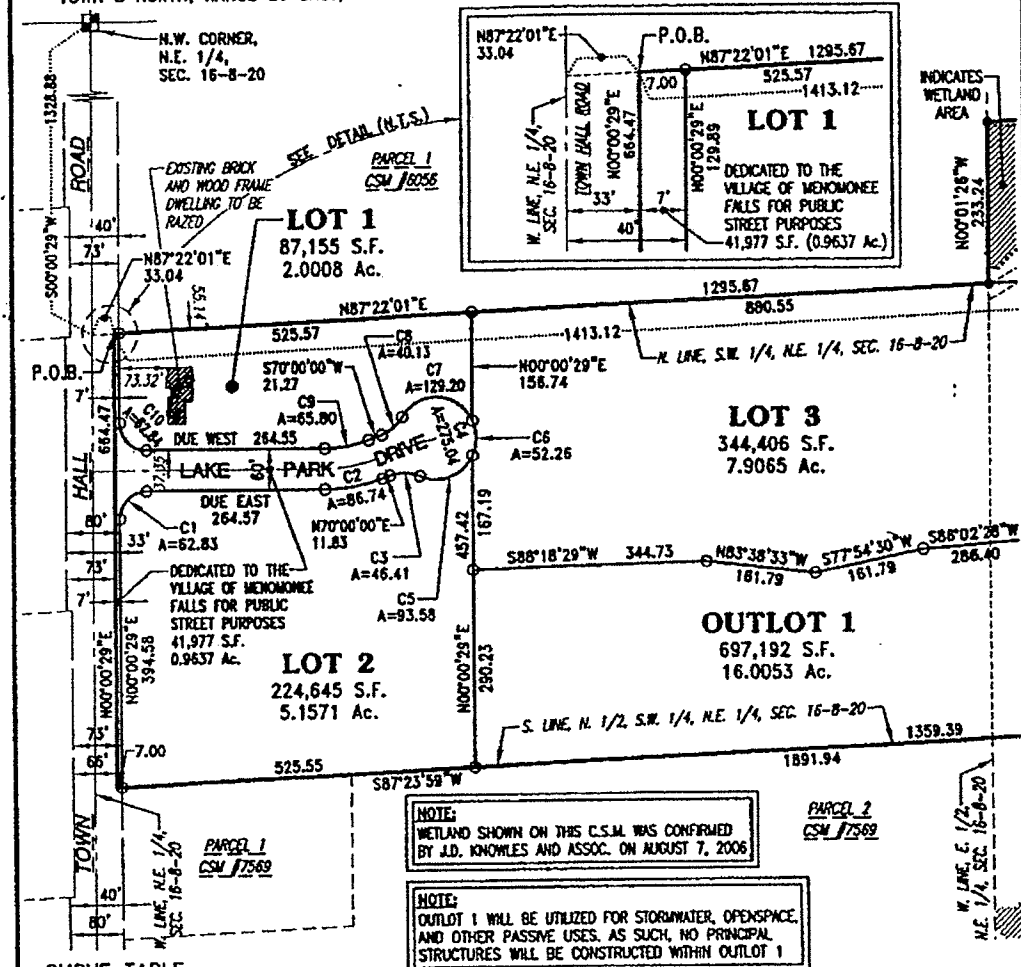 N.W. CORNER,
N.E. 1/4,
SEC. 16-8-20
1328.88
ROAD
S00°00'29"W
40'
73'
EXISTING BRICK
AND WOOD FRAME
DWELLING TO BE
RAZED
SEE DETAIL (N.T.S.)
PARCEL 1
CSM #6056
LOT 1
87,155 S.F.
2.0008 Ac.
N87°22'01"E
33.04
N87°22'01"E
33.04
P.O.B.
N87°22'01"E 1295.67
7.00
525.57
1413.12
W. LINE, N.E. 1/4,
SEC. 16-8-20
TOWN HALL ROAD
N00°00'29"E
664.47
N00°00'29"E
129.89
LOT 1
DEDICATED TO THE
VILLAGE OF MENOMONEE
FALLS FOR PUBLIC
STREET PURPOSES
41,977 S.F. (0.9637 Ac.)
33'
7'
40'
INDICATES
WETLAND
AREA
N00°01'26"W
233.24
P.O.B.
55.14
N87°22'01"E
525.57
1295.67
880.55
1413.12
N. LINE, S.W. 1/4, N.E. 1/4, SEC. 16-8-20
73.32'
7'
664.47
C10
A=62.84
S70°00'00"W
21.27
C9
A=65.80
C8
A=40.13
C7
A=129.20
C4
A=275.04
C6
A=52.26
N00°00'29"E
156.74
LOT 3
344,406 S.F.
7.9065 Ac.
DUE WEST 264.55
LAKE PARK DRIVE
60'
37.35
DUE EAST
264.57
C2
A=86.74
N70°00'00"E
11.83
C3
A=46.41
C5
A=93.58
C1
A=62.83
HALL
80'
33'
73'
7'
457.42
167.19
S88°18'29"W 344.73
N83°38'33"W
161.79
S77°54'30"W
161.79
S86°02'28"W
286.40
DEDICATED TO THE
VILLAGE OF MENOMONEE
FALLS FOR PUBLIC
STREET PURPOSES
41,977 S.F.
0.9637 Ac.
N00°00'29"E
N00°00'29"E
394.58
LOT 2
224,645 S.F.
5.1571 Ac.
N00°00'29"E
290.23
OUTLOT 1
697,192 S.F.
16.0053 Ac.
S. LINE, N. 1/2, S.W. 1/4, N.E. 1/4, SEC. 16-8-20
1359.39
1891.94
73'
66'
7.00
525.55
S87°23'59"W
TOWN
W. LINE, N.E. 1/4,
SEC. 16-8-20
PARCEL 1
CSM #7569
40'
80'
NOTE:
WETLAND SHOWN ON THIS C.S.M. WAS CONFIRMED
BY J.D. KNOWLES AND ASSOC. ON AUGUST 7, 2006
PARCEL 2
CSM #7569
W. LINE, E. 1/2,
N.E. 1/4, SEC. 16-8-20
NOTE:
OUTLOT 1 WILL BE UTILIZED FOR STORMWATER, OPENSPACE,
AND OTHER PASSIVE USES. AS SUCH, NO PRINCIPAL
STRUCTURES WILL BE CONSTRUCTED WITHIN OUTLOT 1